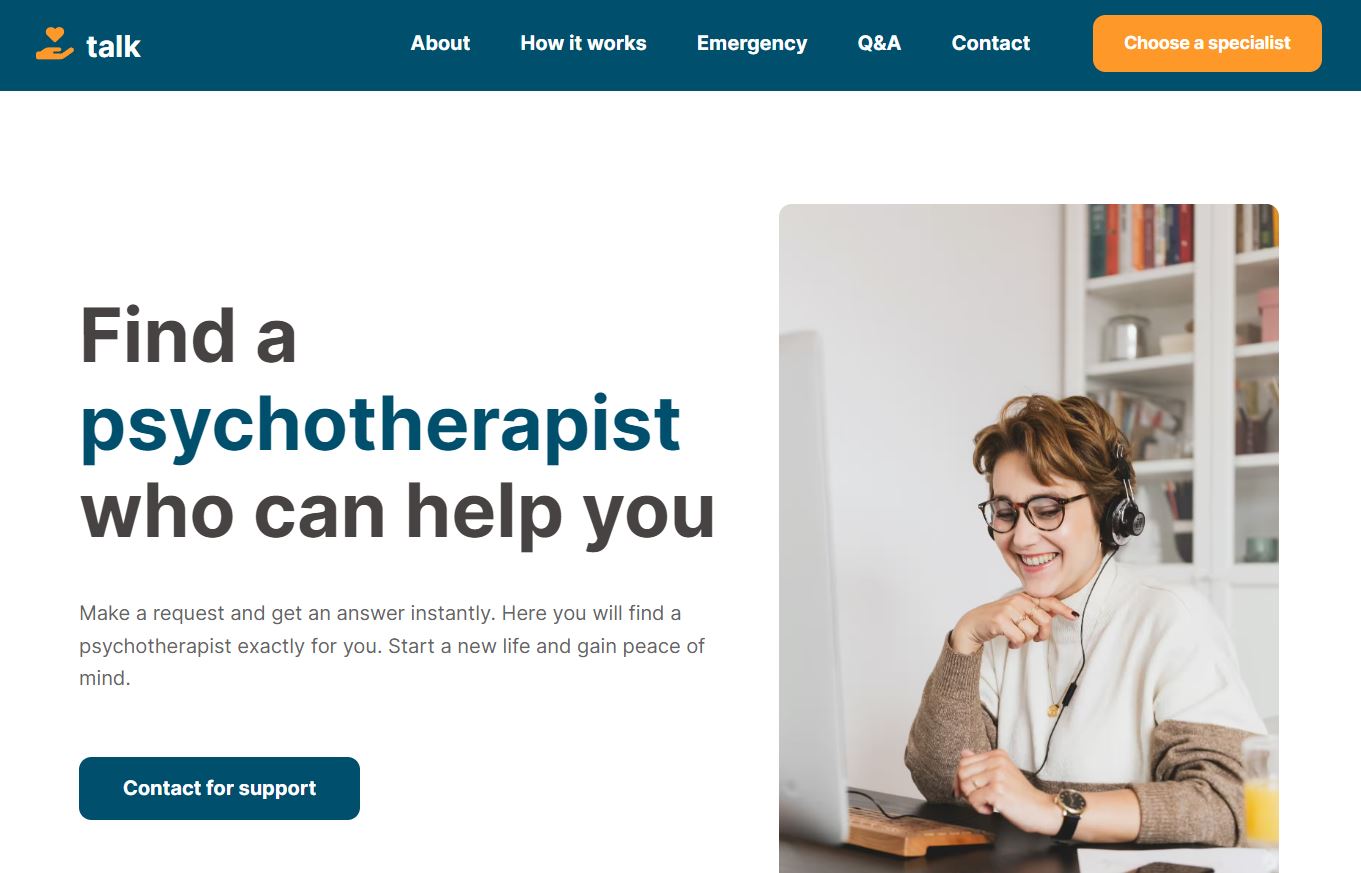 talk
About
How it works
Emergency
Q&A
Contact
Choose a specialist
Find a
psychotherapist
who can help you
Make a request and get an answer instantly. Here you will find a
psychotherapist exactly for you. Start a new life and gain peace of
mind.
Contact for support